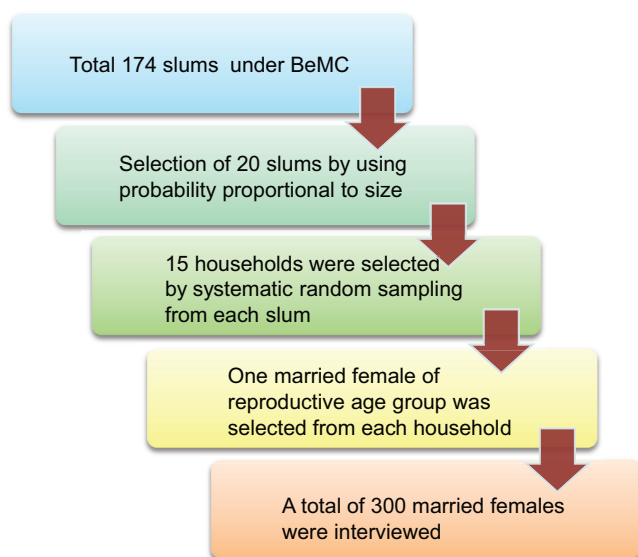 Total 174 slums under BeMC
Selection of 20 slums by using
probability proportional to size
15 households were selected
by systematic random sampling
from each slum
One married female of
reproductive age group was
selected from each household
A total of 300 married females
were interviewed